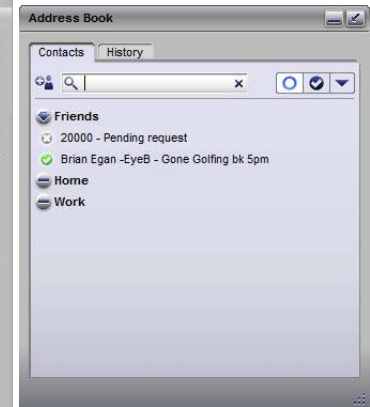 Address Book
Contacts History
Friends
20000 - Pending request
Brian Egan -EyeB - Gone Golfing bk 5pm
Home
Work